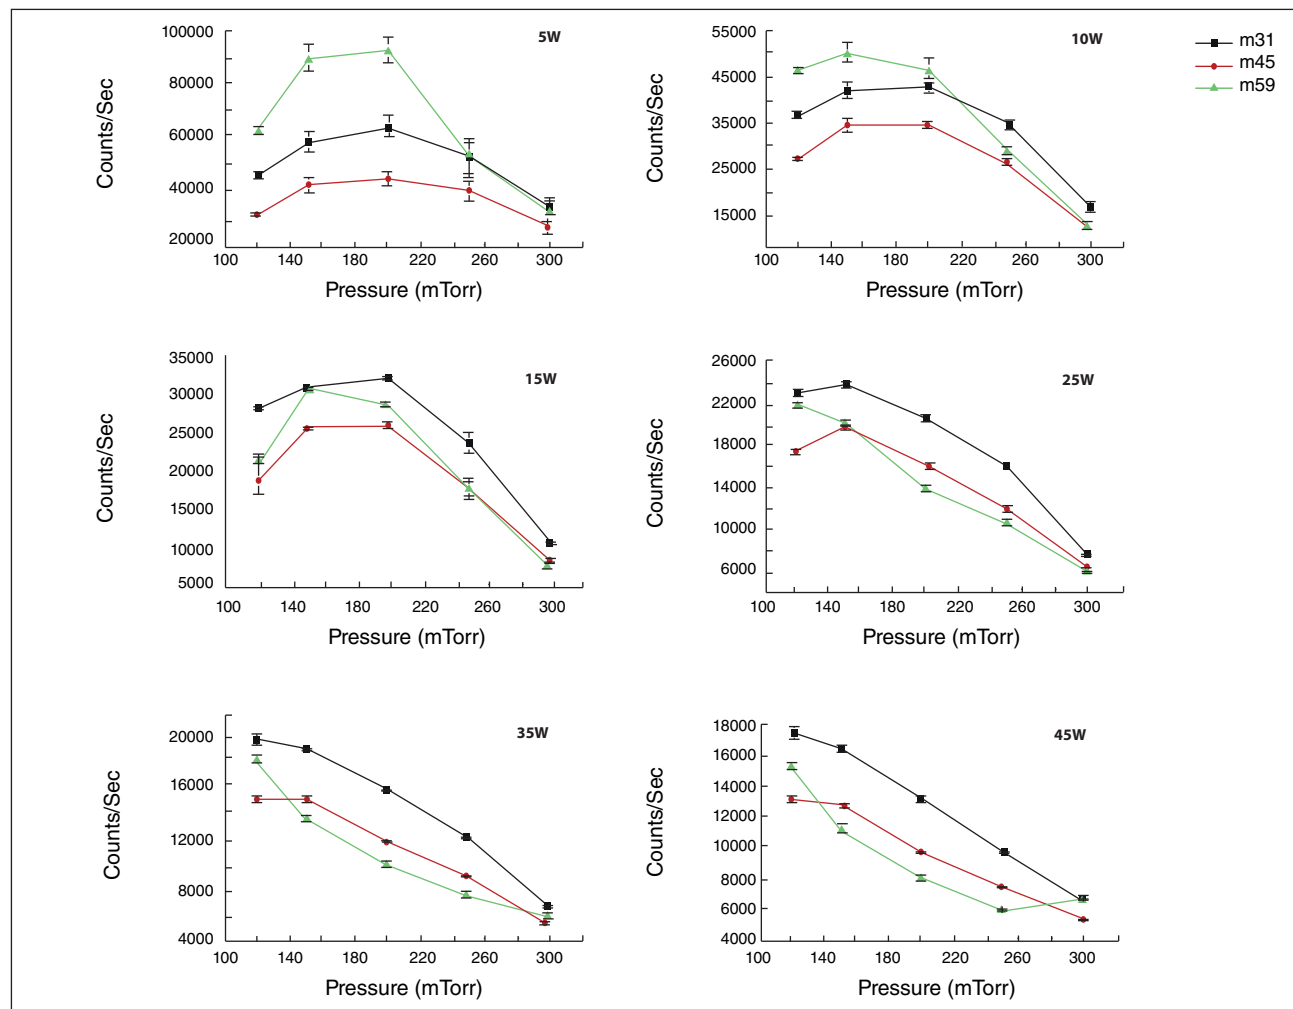 5W
100000
80000
60000
40000
20000
Counts/Sec
100 140 180 220 260 300
Pressure (mTorr)
10W
55000
45000
35000
25000
15000
Counts/Sec
100 140 180 220 260 300
Pressure (mTorr)
m31
m45
m59
15W
35000
30000
25000
20000
15000
10000
5000
Counts/Sec
100 140 180 220 260 300
Pressure (mTorr)
25W
26000
22000
18000
14000
10000
6000
Counts/Sec
100 140 180 220 260 300
Pressure (mTorr)
35W
20000
16000
12000
8000
4000
Counts/Sec
100 140 180 220 260 300
Pressure (mTorr)
45W
18000
16000
14000
12000
10000
8000
6000
4000
Counts/Sec
100 140 180 220 260 300
Pressure (mTorr)